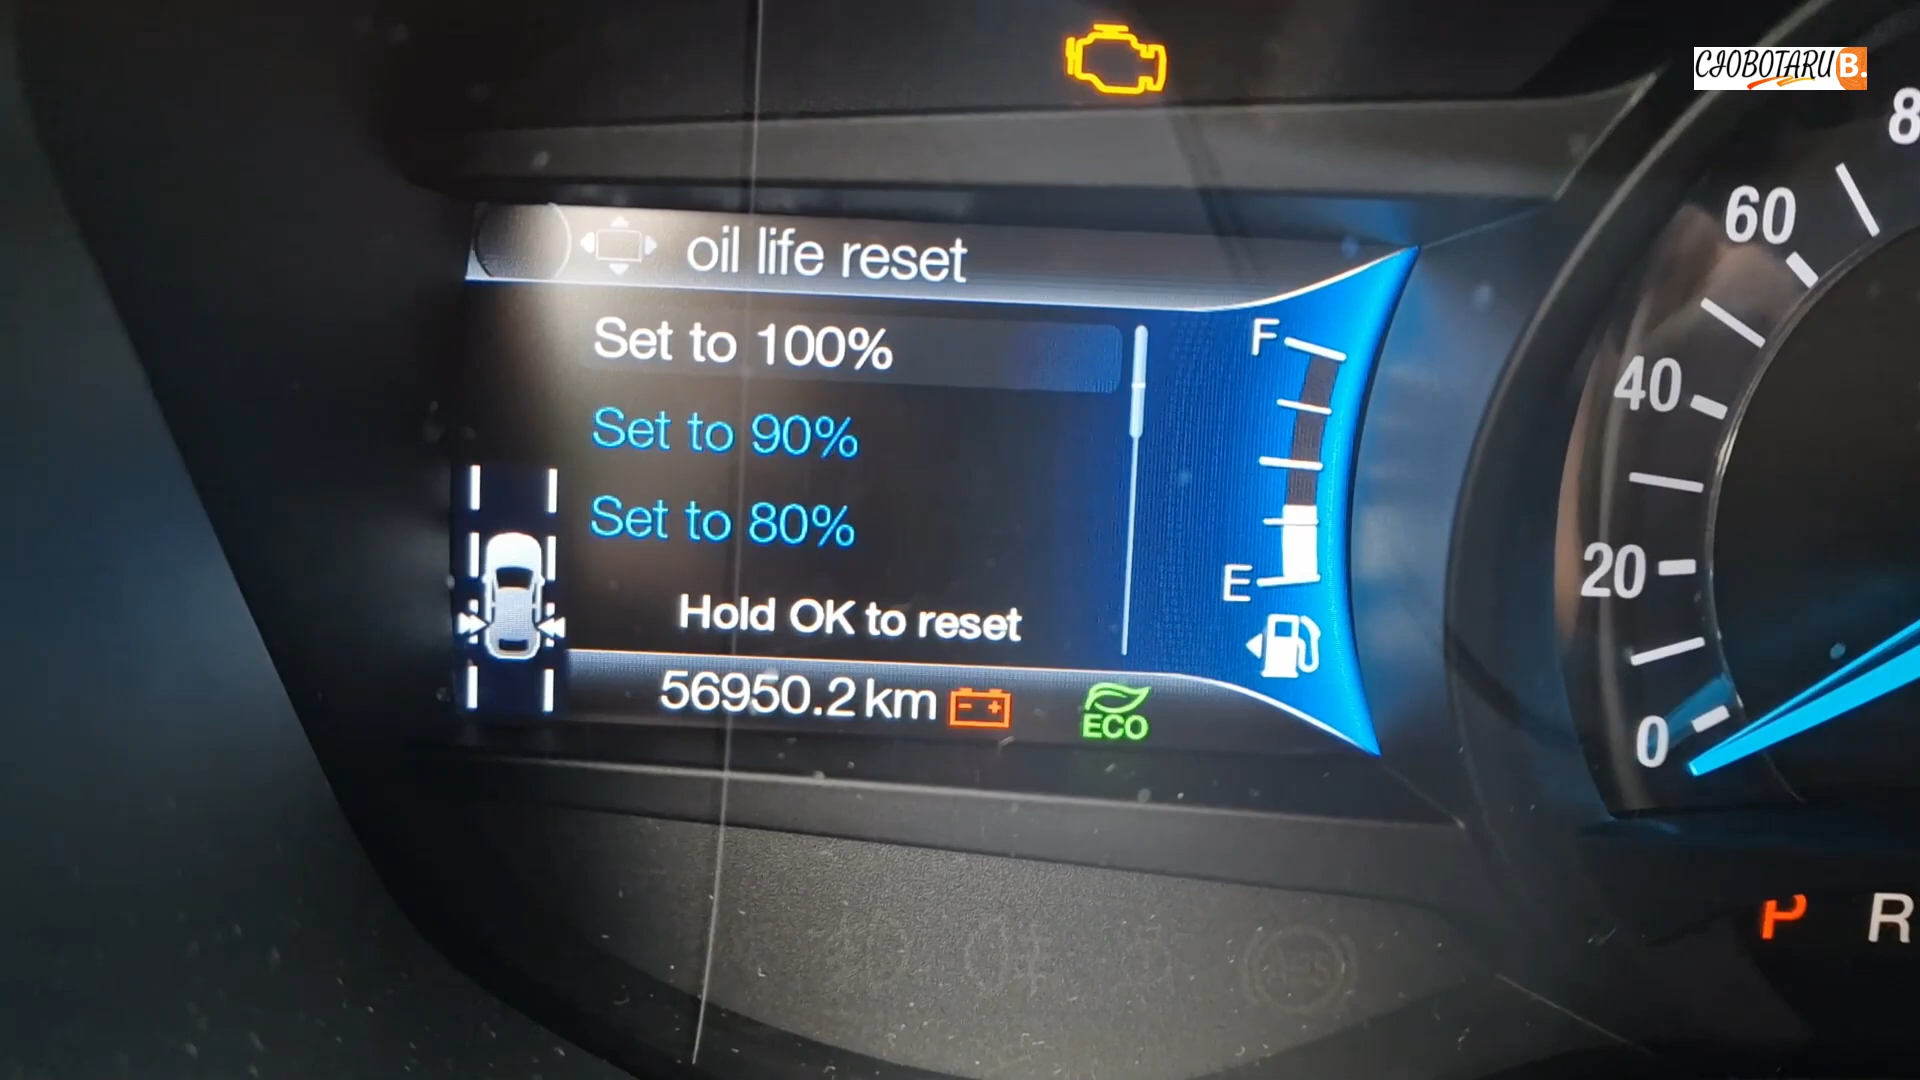 CIOBOTARU B.
oil life reset
Set to 100%
Set to 90%
Set to 80%
Hold OK to reset
56950.2 km
ECO
F
E
8
60
40
20
0
P R